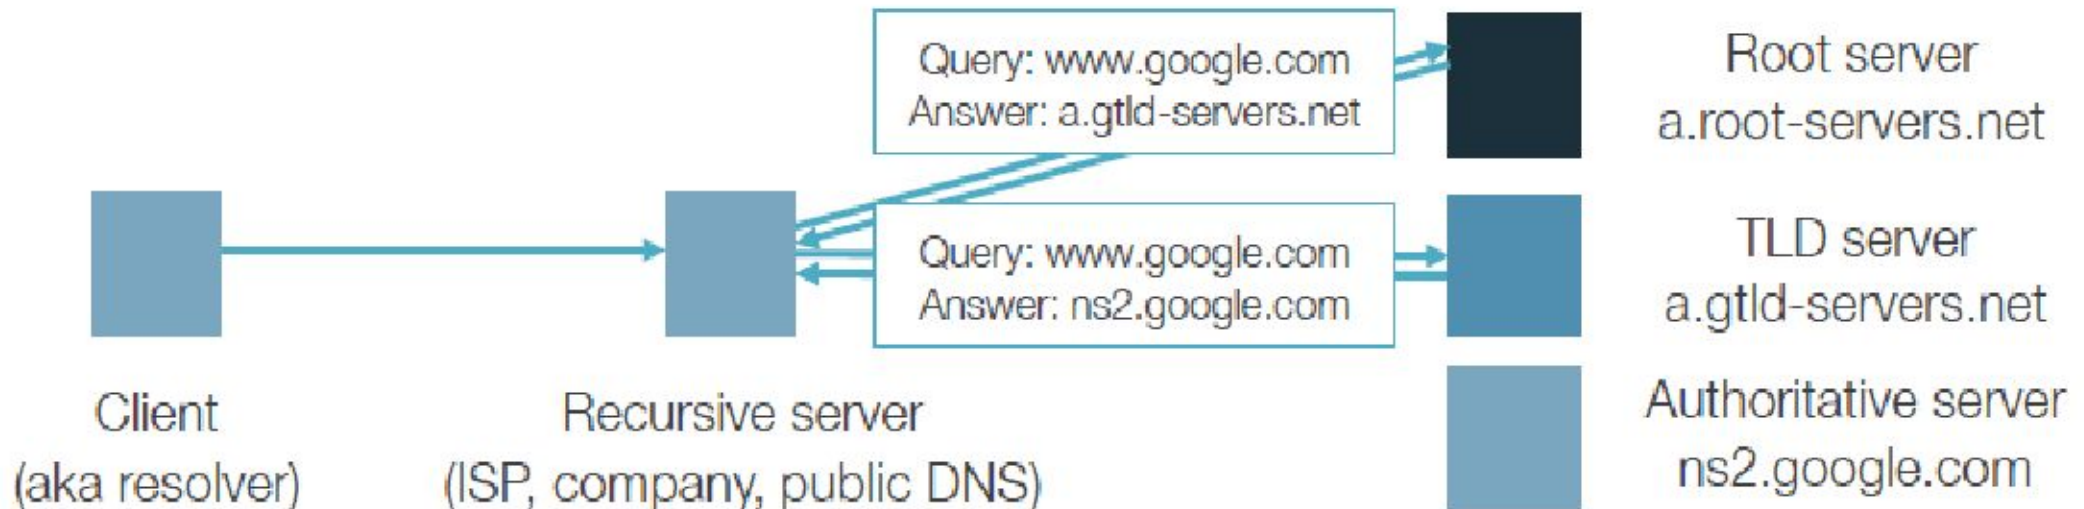 Query: www.google.com
Answer: a.gtld-servers.net
Root server
a.root-servers.net
Query: www.google.com
Answer: ns2.google.com
TLD server
a.gtld-servers.net
Client
(aka resolver)
Recursive server
(ISP, company, public DNS)
Authoritative server
ns2.google.com